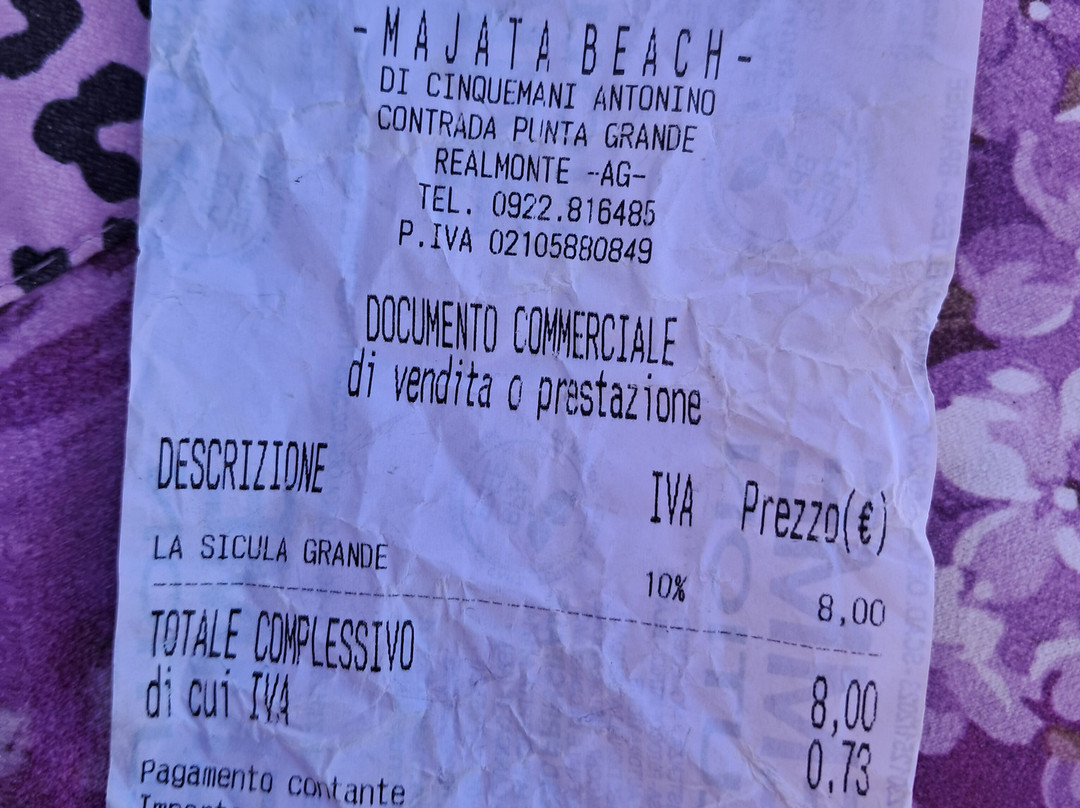 -MAJATA BEACH-
DI CINQUEMANI ANTONINO
CONTRADA PUNTA GRANDE
REALMONTE -AG-
TEL. 0922.816485
P.IVA 02105880849
DOCUMENTO COMMERCIALE
di vendita o prestazione
DESCRIZIONE IVA Prezzo(€)
LA SICULA GRANDE 10% 8,00
TOTALE COMPLESSIVO 8,00
di cui IVA 0.73
Pagamento contante